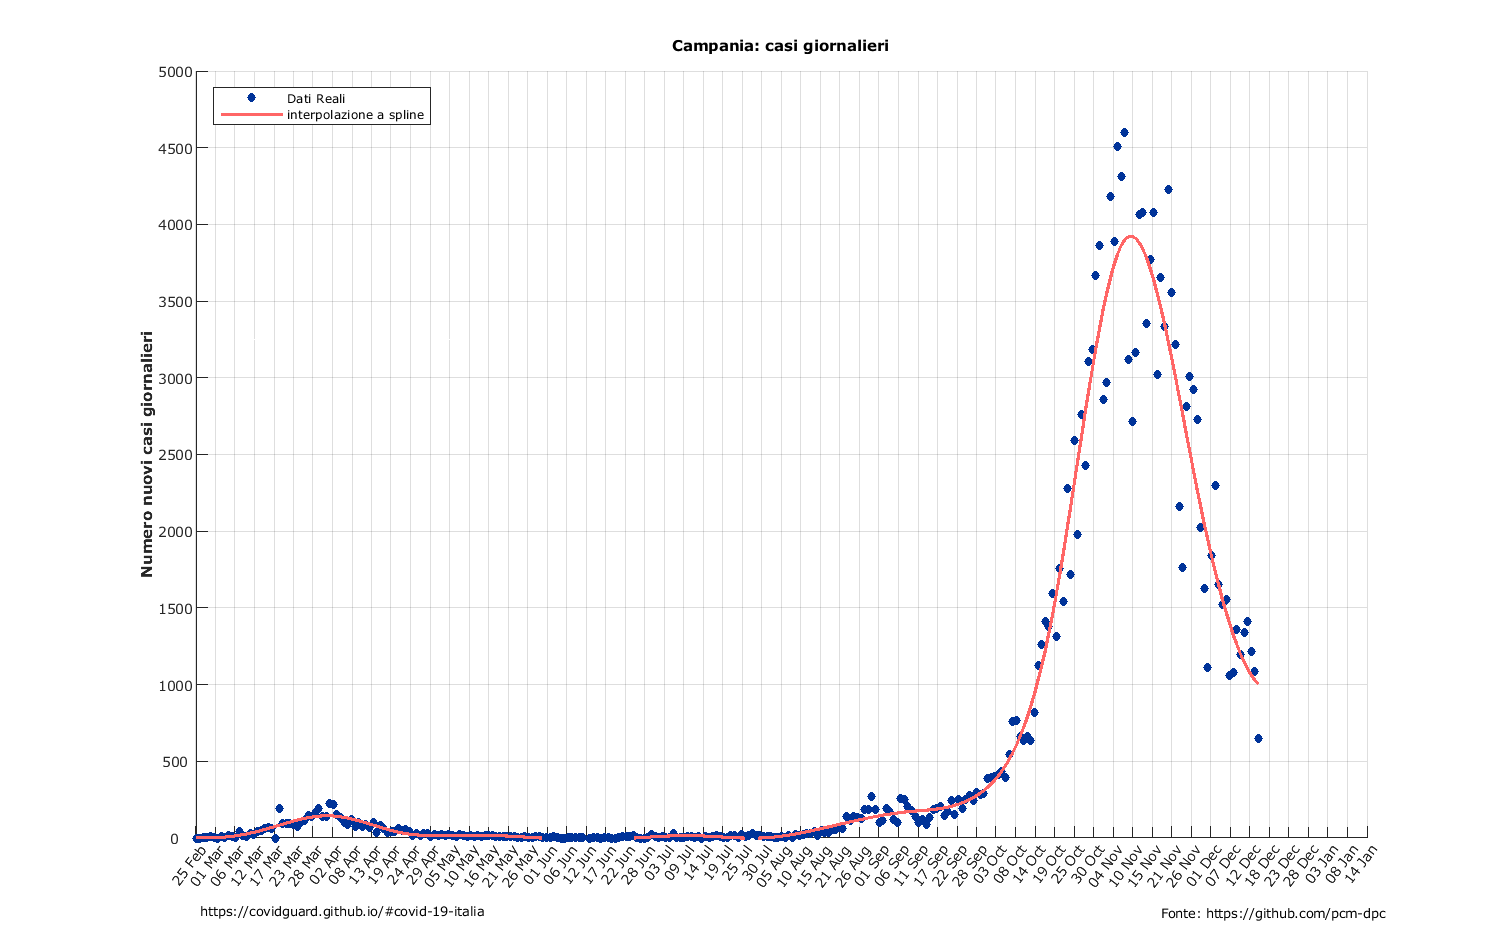 Campania: casi giornalieri
5000
4500
4000
3500
3000
2500
2000
1500
1000
500
0
Dati Reali
interpolazione a spline
Numero nuovi casi giornalieri
25 Feb
01 Mar
06 Mar
12 Mar
17 Mar
23 Mar
28 Mar
02 Apr
08 Apr
13 Apr
19 Apr
24 Apr
29 Apr
05 May
10 May
16 May
21 May
26 May
01 Jun
06 Jun
12 Jun
17 Jun
22 Jun
28 Jun
03 Jul
09 Jul
14 Jul
19 Jul
25 Jul
30 Jul
05 Aug
10 Aug
15 Aug
21 Aug
26 Aug
01 Sep
06 Sep
11 Sep
17 Sep
22 Sep
28 Sep
03 Oct
08 Oct
14 Oct
19 Oct
25 Oct
30 Oct
04 Nov
10 Nov
15 Nov
21 Nov
26 Nov
01 Dec
07 Dec
12 Dec
18 Dec
23 Dec
28 Dec
03 Jan
08 Jan
14 Jan
https://covidguard.github.io/#covid-19-italia
Fonte: https://github.com/pcm-dpc